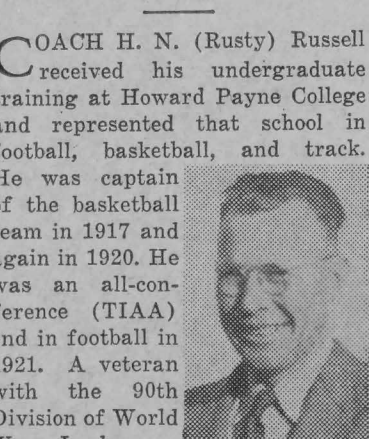 COACH H. N. (Rusty) Russell
received his undergraduate
raining at Howard Payne College
nd represented that school in
ootball, basketball, and track.
He was captain
f the basketball
eam in 1917 and
gain in 1920. He
was an all-con-
erence (TIAA)
nd in football in
921. A veteran
with the 90th
Division of World